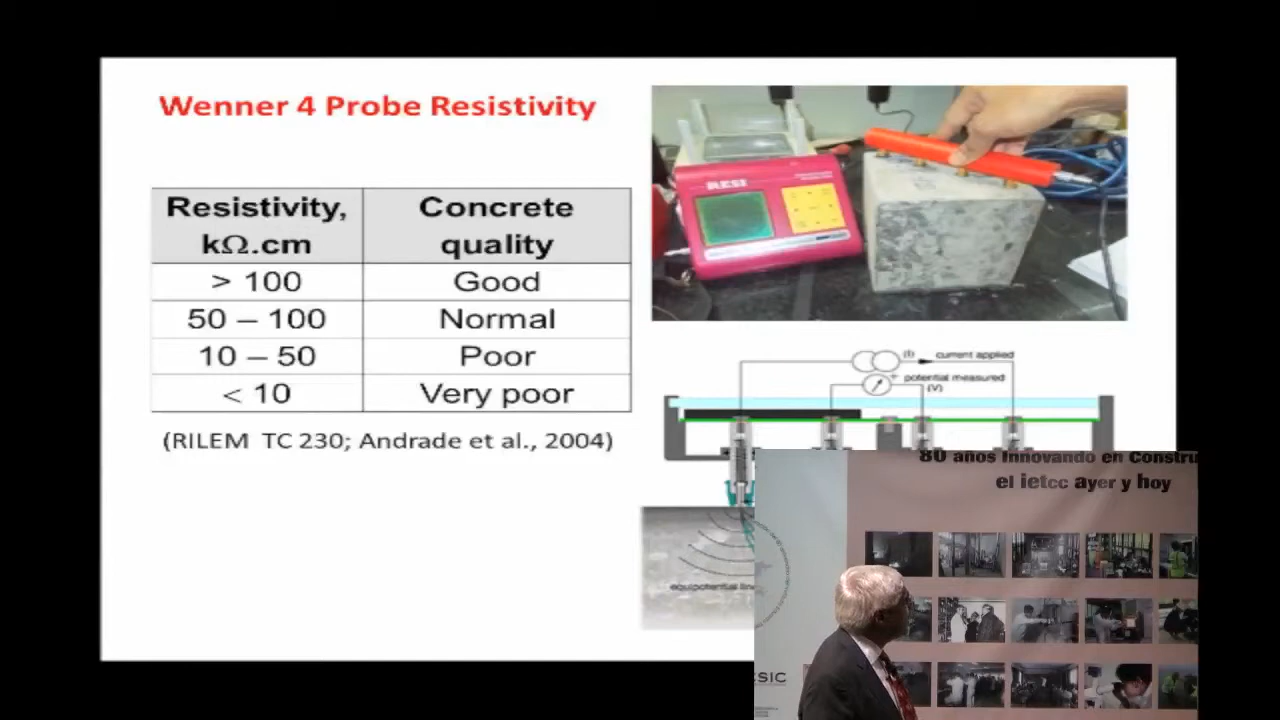 Wenner 4 Probe Resistivity
Resistivity, kΩ.cm
Concrete quality
> 100
Good
50 – 100
Normal
10 – 50
Poor
< 10
Very poor
(RILEM TC 230; Andrade et al., 2004)
RESI
(I)
current applied
potential measured
(V)
equipotential
80 años Innovando en Constru
el ietcc ayer y hoy
CSIC